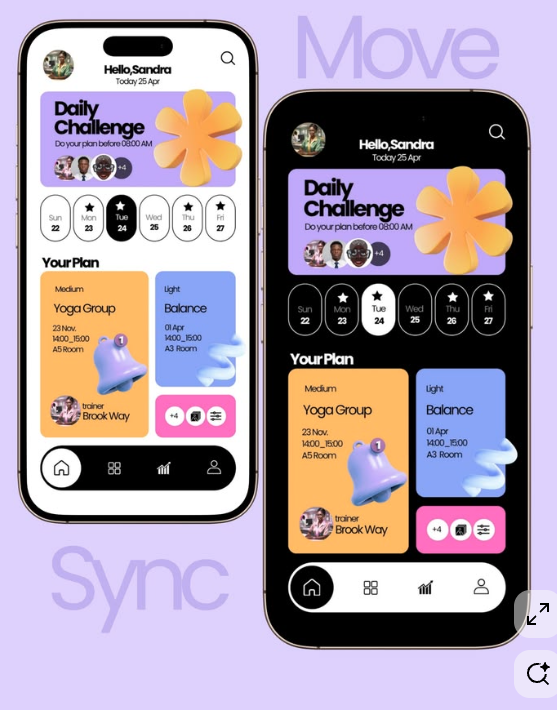 Move
Hello,Sandra
Today 25 Apr
Daily
Challenge
Do your plan before 08:00 AM
+4
Sun Mon Tue Wed Thu Fri
22 23 24 25 26 27
Your Plan
Medium
Yoga Group
23 Nov.
14:00_15:00
A5 Room
1
trainer
Brook Way
Light
Balance
01 Apr
14:00_15:00
A3 Room
+4
Hello,Sandra
Today 25 Apr
Daily
Challenge
Do your plan before 08:00 AM
+4
Sun Mon Tue Wed Thu Fri
22 23 24 25 26 27
Your Plan
Medium
Yoga Group
23 Nov.
14:00_15:00
A5 Room
1
trainer
Brook Way
Light
Balance
01 Apr
14:00_15:00
A3 Room
+4
Sync